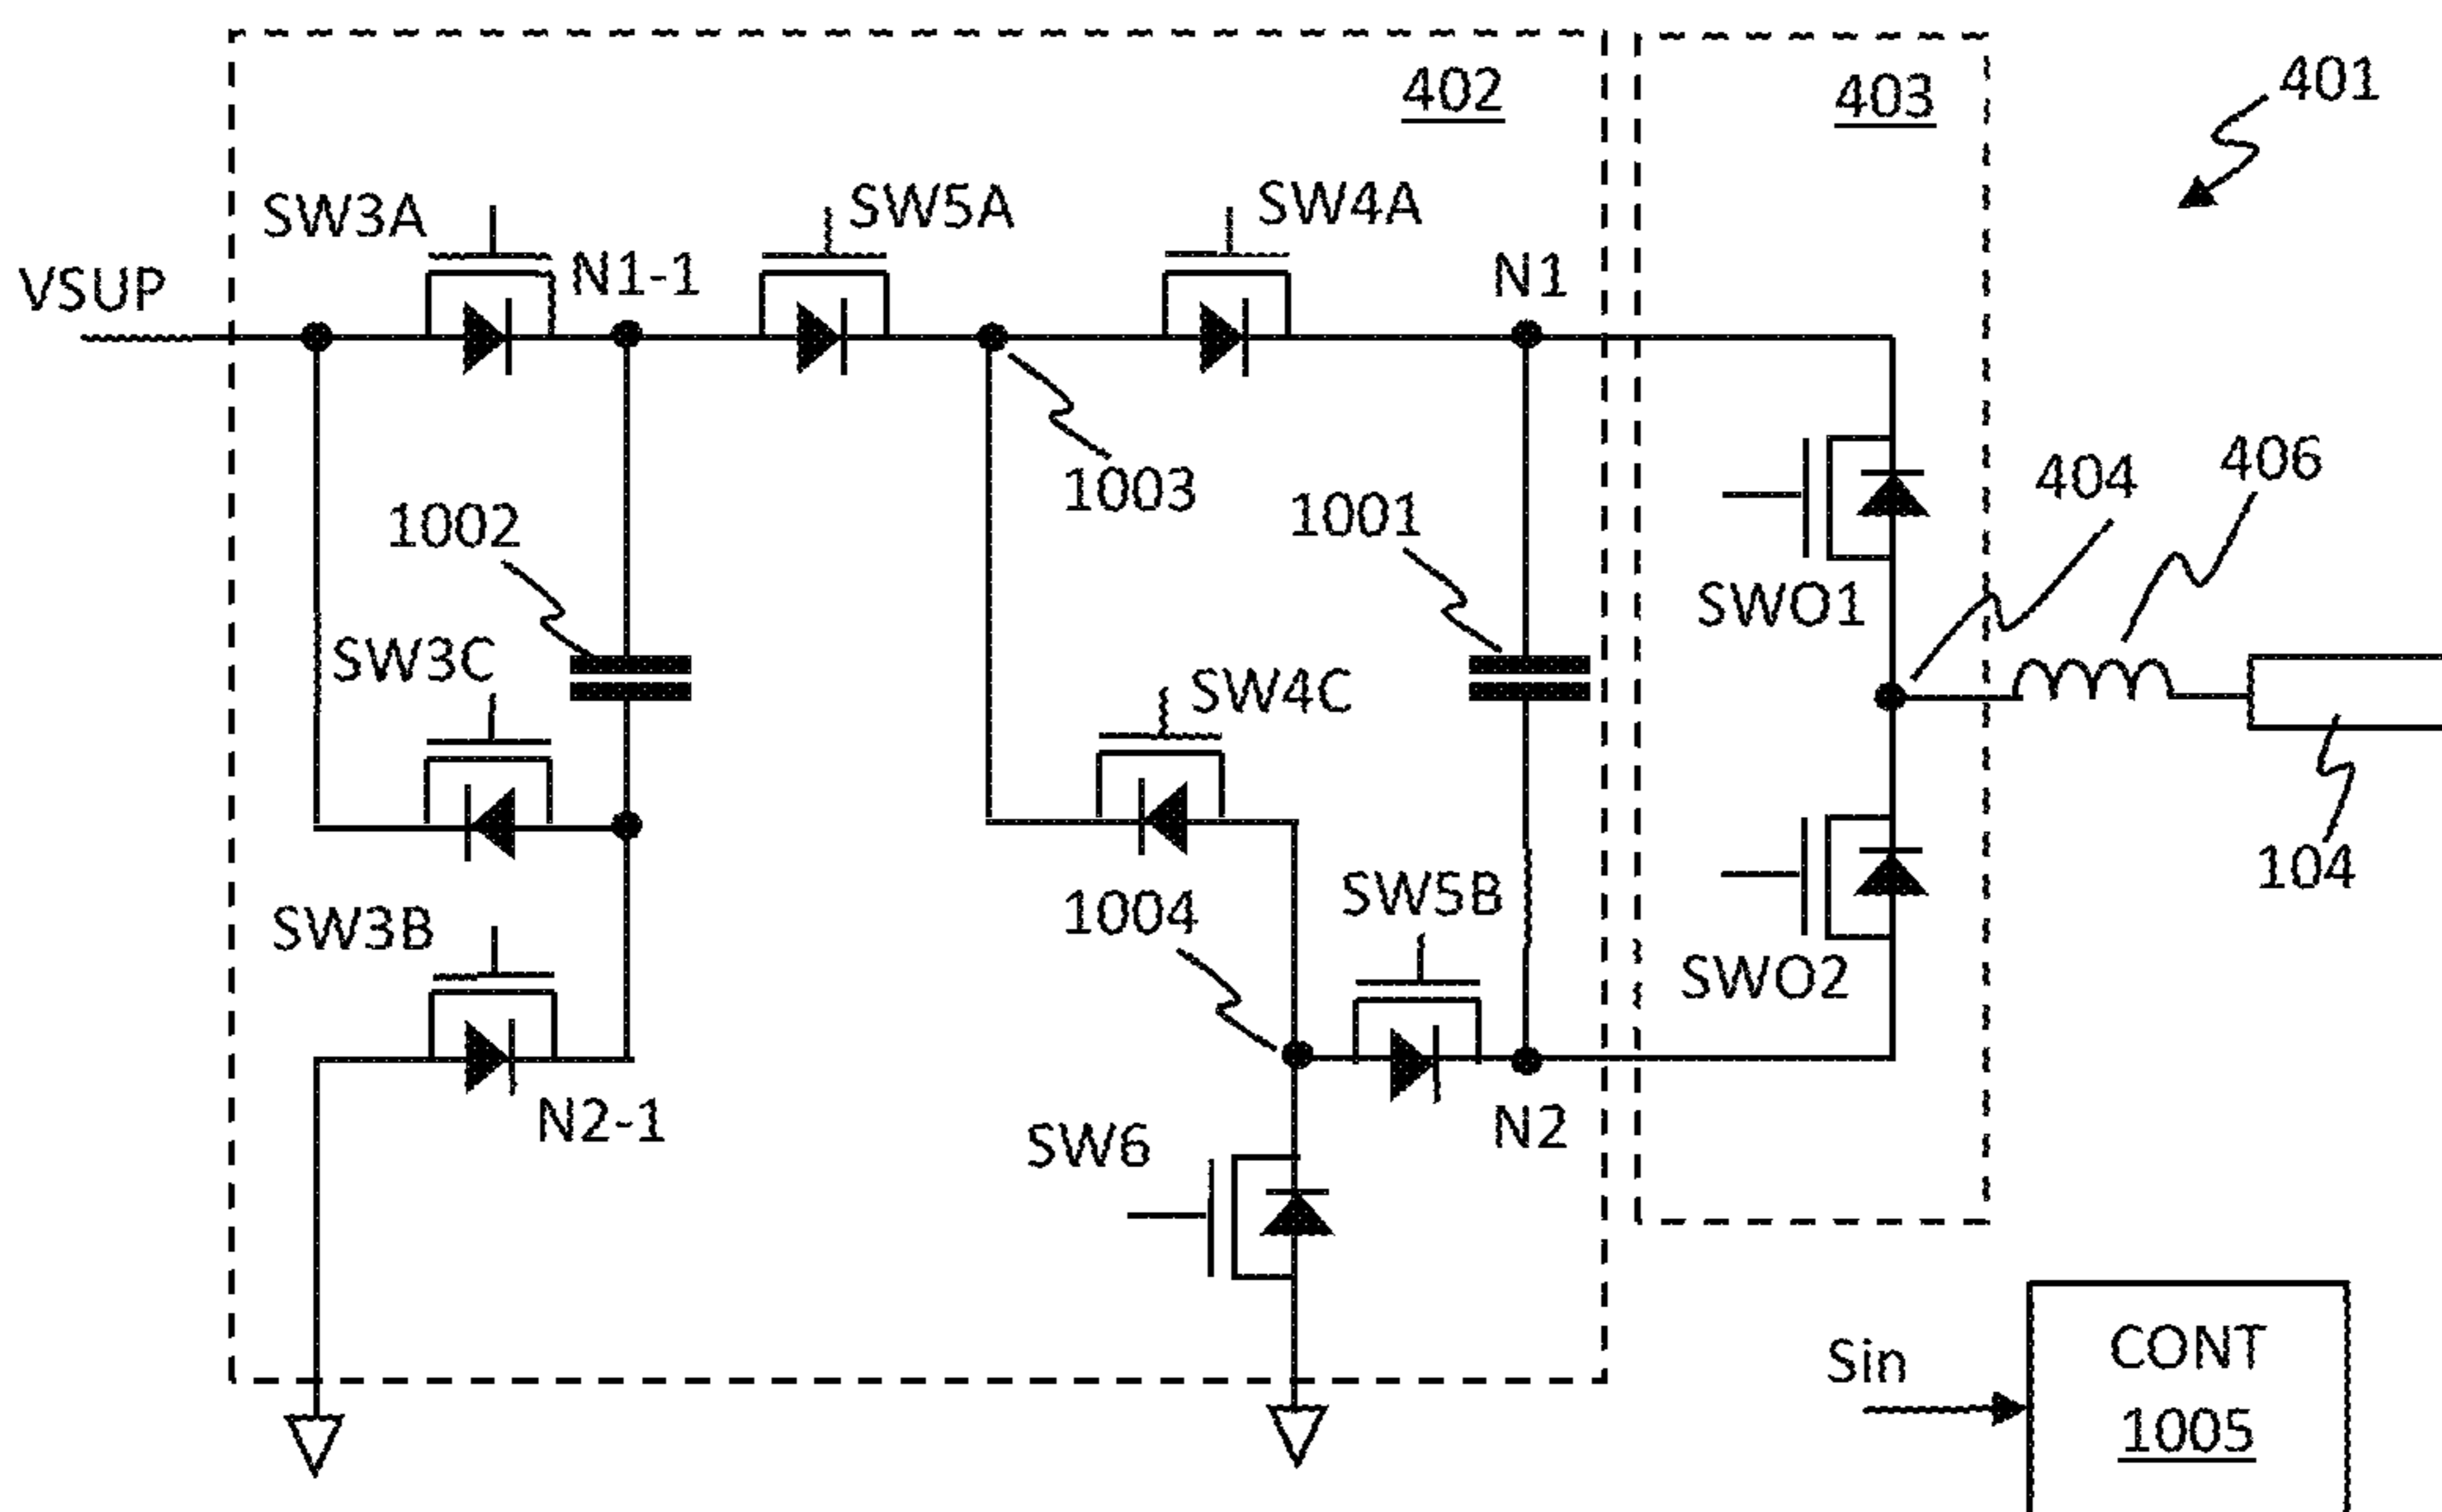 402
403
401
SW3A
SW5A
SW4A
VSUP
N1-1
N1
1003
404
406
1002
1001
SWO1
SW3C
SW4C
104
SW3B
1004
SW5B
SWO2
N2-1
SW6
N2
Sin
CONT
1005